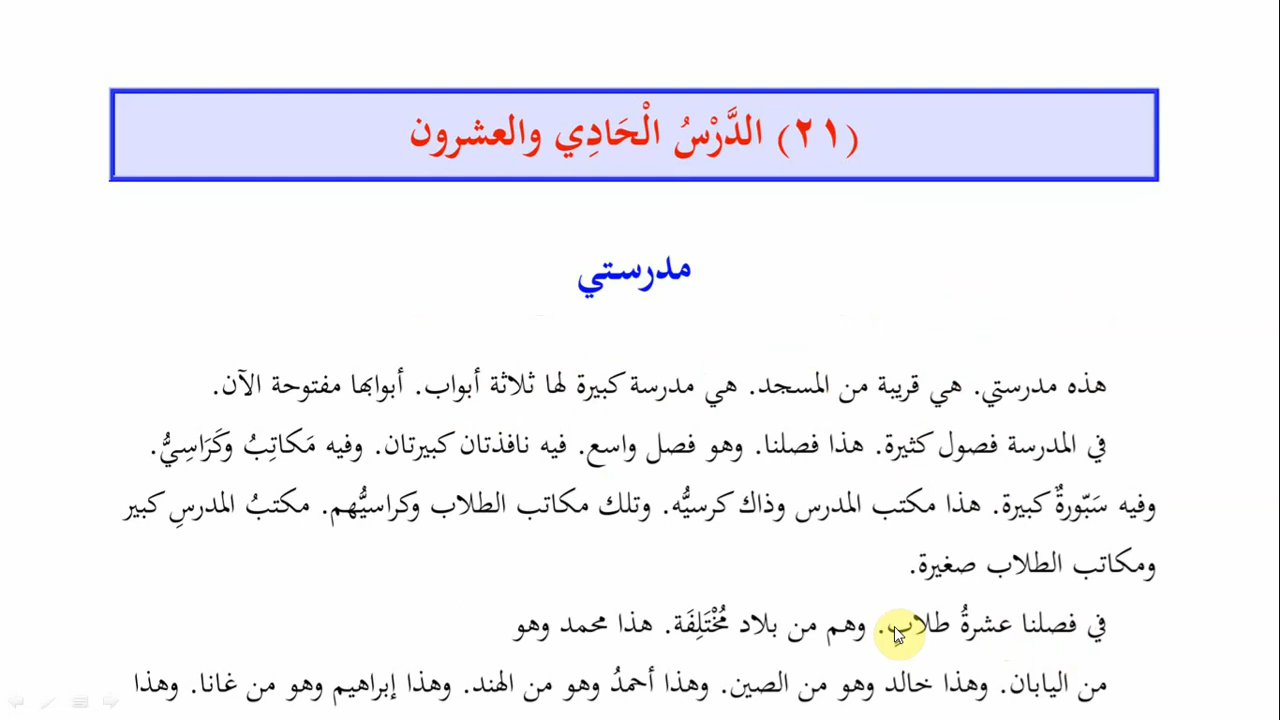 (٢١) الدَّرْسُ الْحَادِي والعشرون
مدرستي
هذه مدرستي. هي قريبة من المسجد. هي مدرسة كبيرة لها ثلاثة أبواب. أبوابها مفتوحة الآن.
في المدرسة فصول كثيرة. هذا فصلنا. وهو فصل واسع. فيه نافذتان كبيرتان. وفيه مَكاتِبُ وكَرَاسِيُّ.
وفيه سَبّورةٌ كبيرة. هذا مكتب المدرس وذاك كرسيُّه. وتلك مكاتب الطلاب وكراسيُّهم. مكتبُ المدرسِ كبير
ومكاتب الطلاب صغيرة.
في فصلنا عشرةُ طلابٍ. وهم من بلاد مُخْتَلِفَة. هذا محمد وهو
من اليابان. وهذا خالد وهو من الصين. وهذا أحمدُ وهو من الهند. وهذا إبراهيم وهو من غانا. وهذا